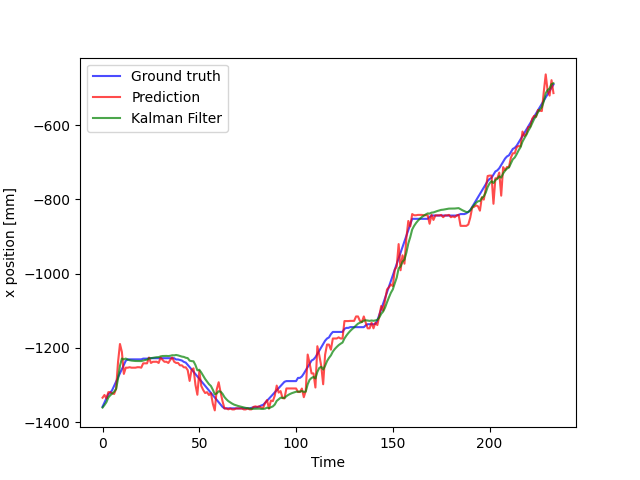 Ground truth
Prediction
Kalman Filter
x position [mm]
−600
−800
−1000
−1200
−1400
0 50 100 150 200
Time